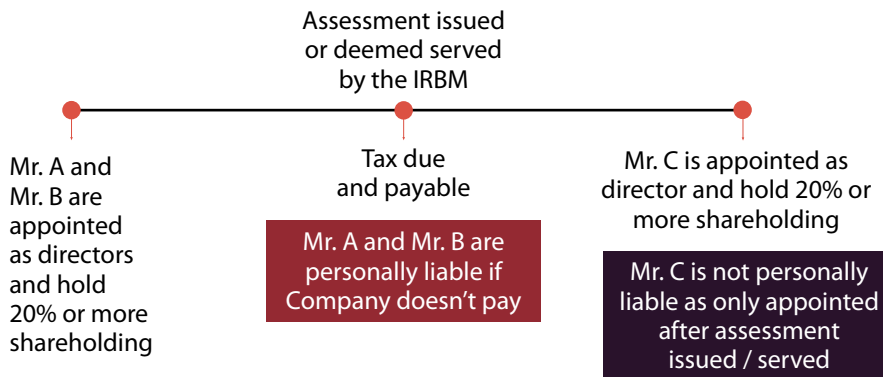 Assessment issued
or deemed served
by the IRBM
Mr. A and
Mr. B are
appointed
as directors
and hold
20% or more
shareholding
Tax due
and payable
Mr. A and Mr. B are
personally liable if
Company doesn’t pay
Mr. C is appointed as
director and hold 20% or
more shareholding
Mr. C is not personally
liable as only appointed
after assessment
issued / served